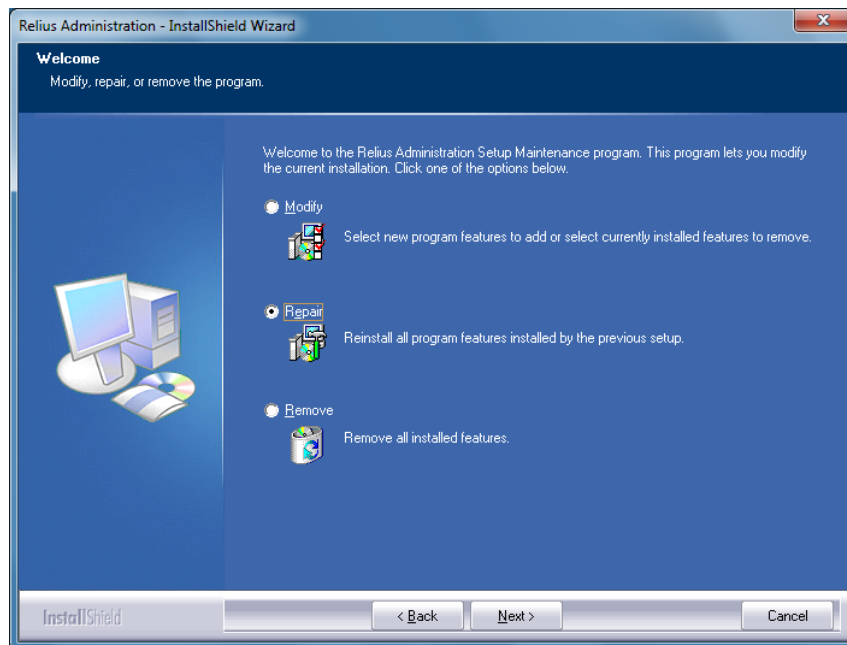 Relius Administration - InstallShield Wizard
Welcome
Modify, repair, or remove the program.
Welcome to the Relius Administration Setup Maintenance program. This program lets you modify
the current installation. Click one of the options below.
Modify
Select new program features to add or select currently installed features to remove.
Repair
Reinstall all program features installed by the previous setup.
Remove
Remove all installed features.
InstallShield
< Back
Next >
Cancel